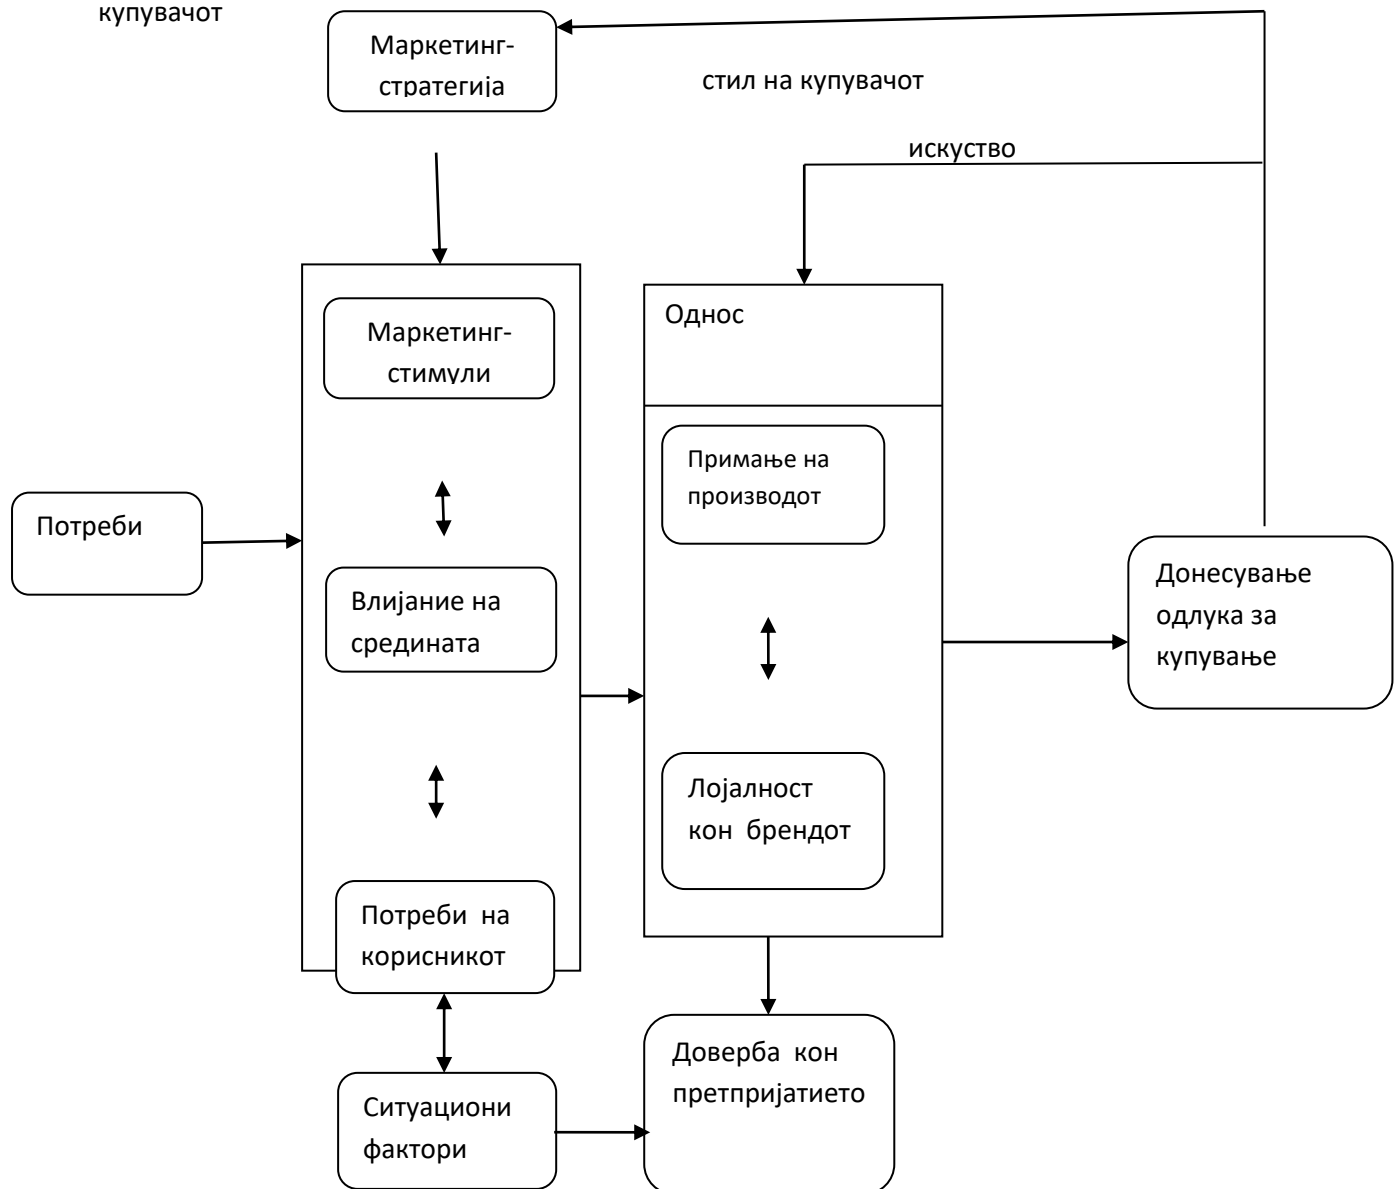 купувачот
Маркетинг-
стратегија
стил на купувачот
искуство
Маркетинг-
стимули
Однос
Примање на
производот
Потреби
Влијание на
средината
Донесување
одлука за
купување
Лојалност
кон брендот
Потреби на
корисникот
Доверба кон
претпријатието
Ситуациони
фактори